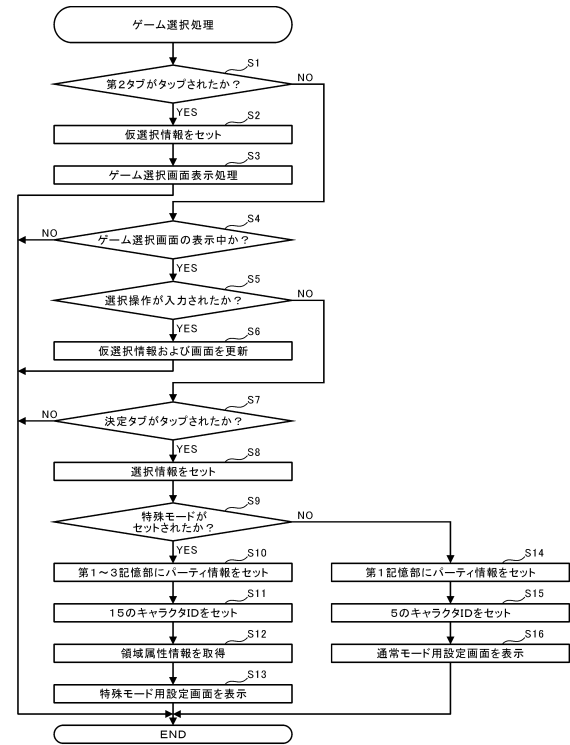 ゲーム選択処理
S1
第2タブがタップされたか?
NO
YES
S2
仮選択情報をセット
S3
ゲーム選択画面表示処理
S4
NO
ゲーム選択画面の表示中か?
YES
S5
選択操作が入力されたか?
NO
YES
S6
仮選択情報および画面を更新
S7
NO
決定タブがタップされたか?
YES
S8
選択情報をセット
S9
特殊モードが
セットされたか?
NO
YES
S10
第1~3記憶部にパーティ情報をセット
S14
第1記憶部にパーティ情報をセット
S11
15のキャラクタIDをセット
S15
5のキャラクタIDをセット
S12
領域属性情報を取得
S16
通常モード用設定画面を表示
S13
特殊モード用設定画面を表示
END